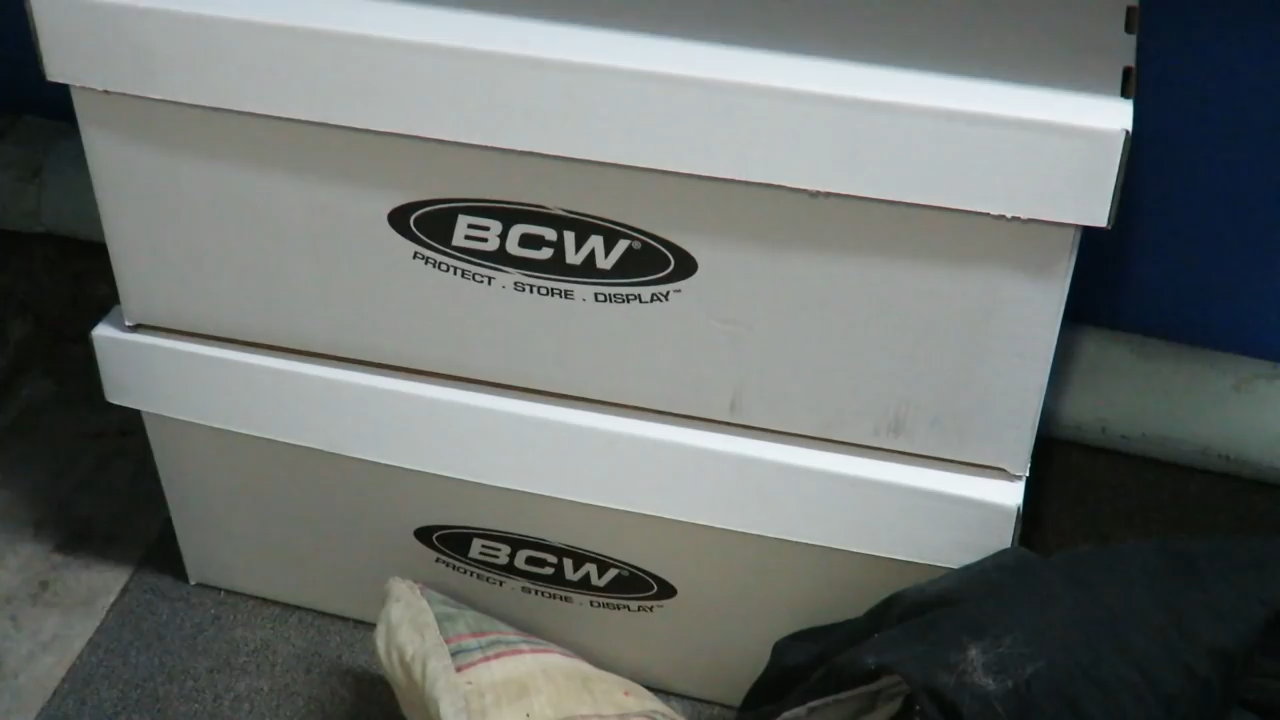 BCW®
PROTECT . STORE . DISPLAY™
BCW®
PROTECT . STORE . DISPLAY™